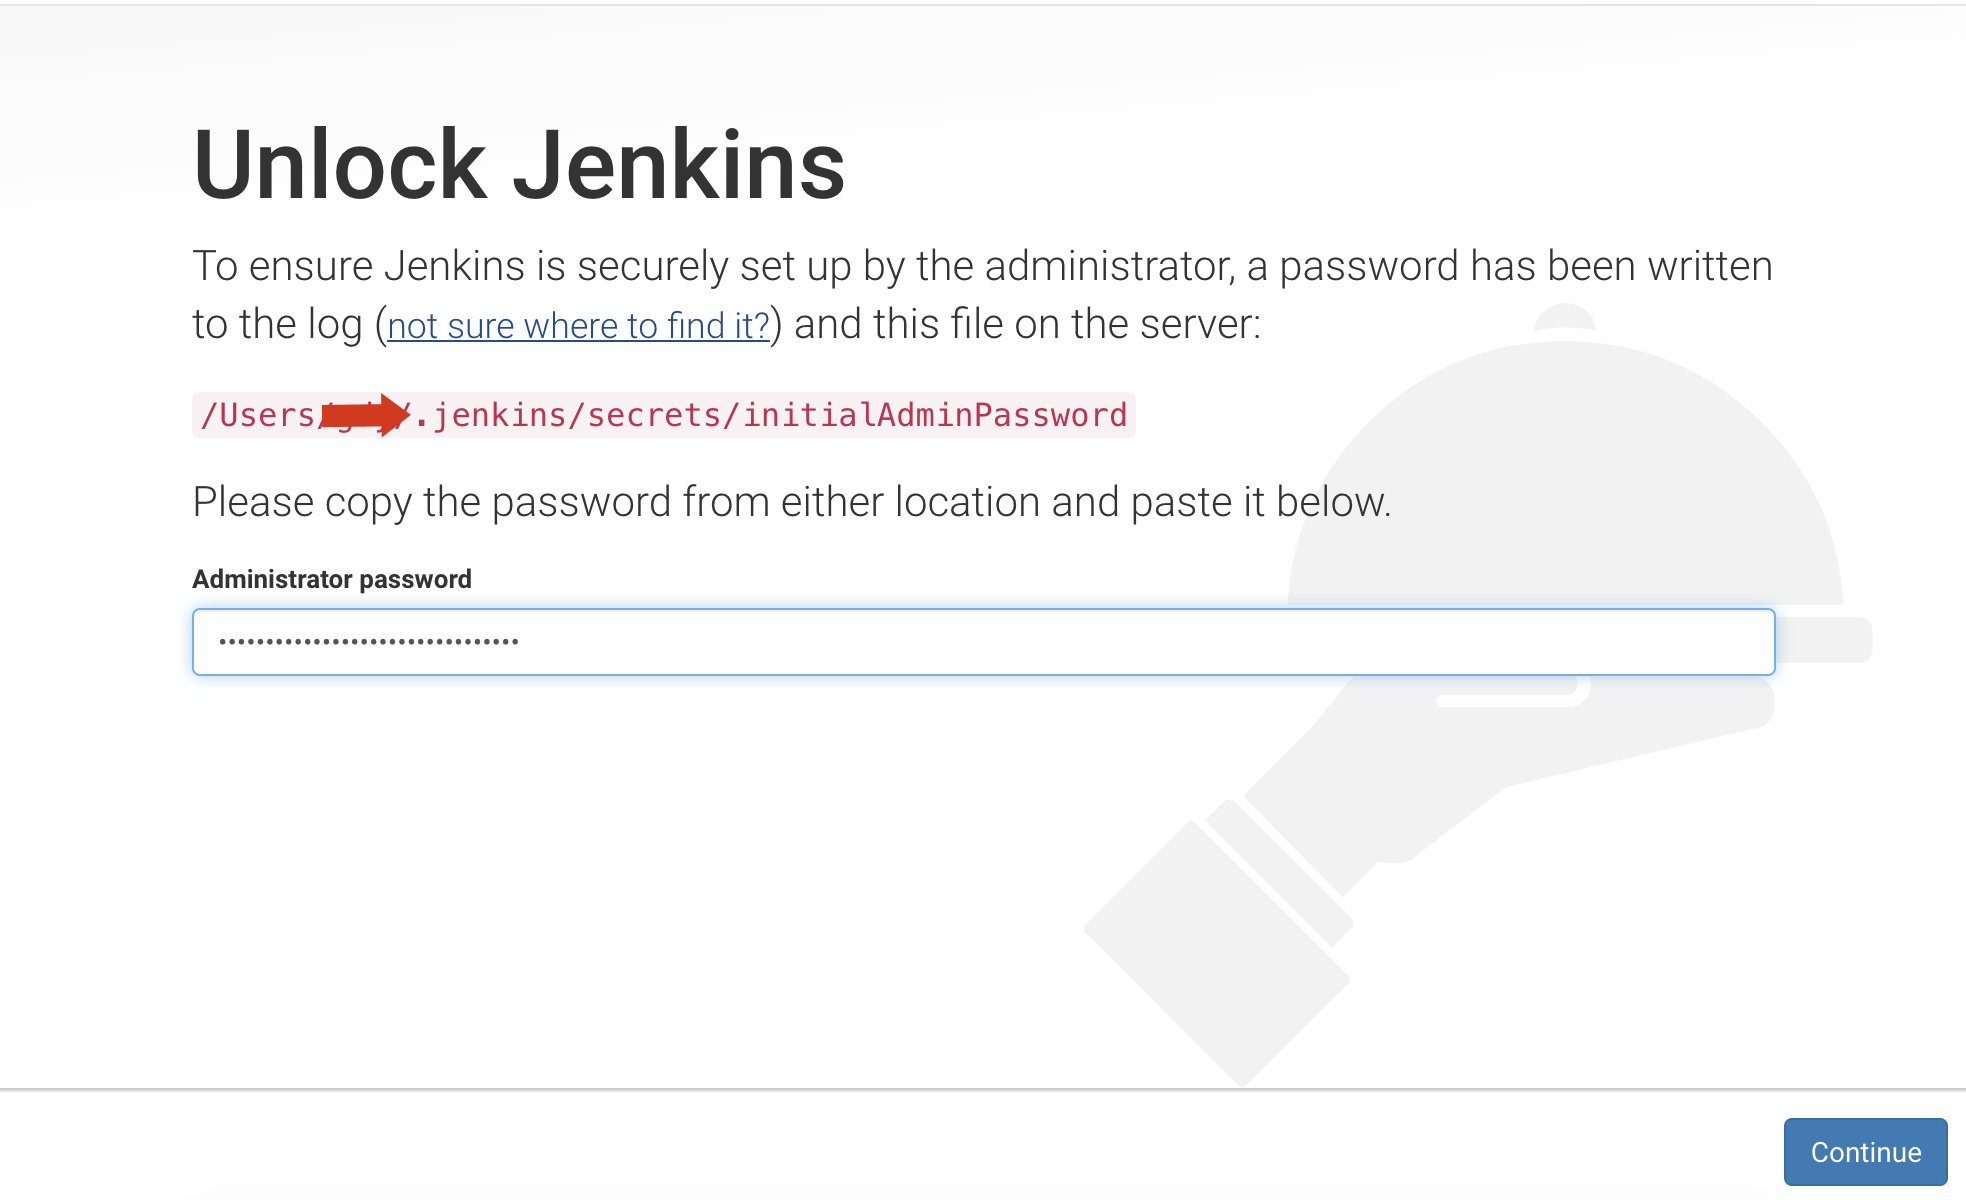 Unlock Jenkins
To ensure Jenkins is securely set up by the administrator, a password has been written
to the log (not sure where to find it?) and this file on the server:
/Users/ .jenkins/secrets/initialAdminPassword
Please copy the password from either location and paste it below.
Administrator password
Continue